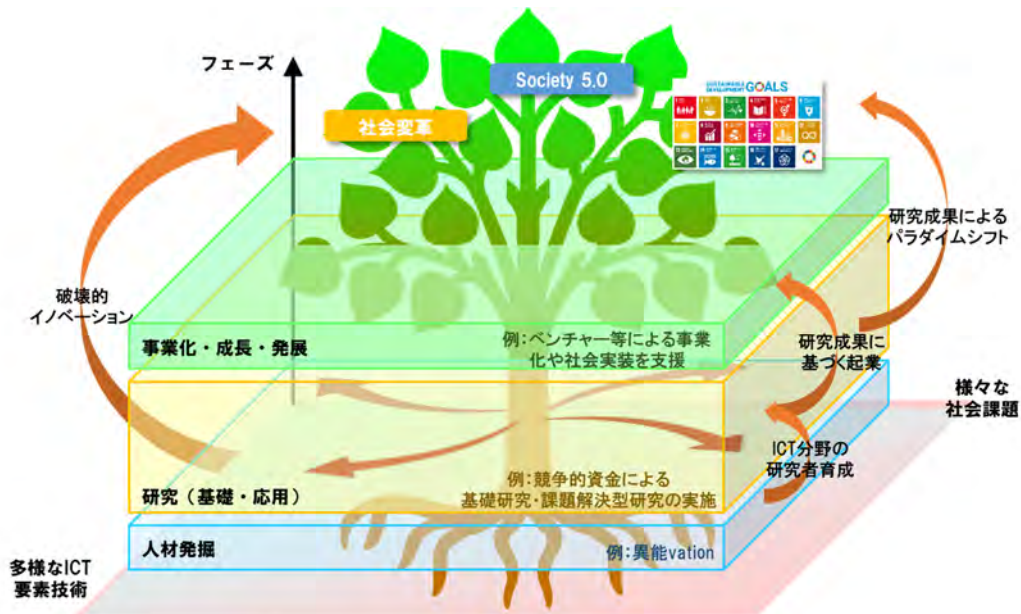 フェーズ
Society 5.0
社会変革
SUSTAINABLE
DEVELOPMENT GOALS
研究成果による
パラダイムシフト
破壊的
イノベーション
事業化・成長・発展
例:ベンチャー等による事業
化や社会実装を支援
研究成果に
基づく起業
様々な
社会課題
ICT分野の
研究者育成
研究(基礎・応用)
例:競争的資金による
基礎研究・課題解決型研究の実施
人材発掘
例:異能vation
多様なICT
要素技術